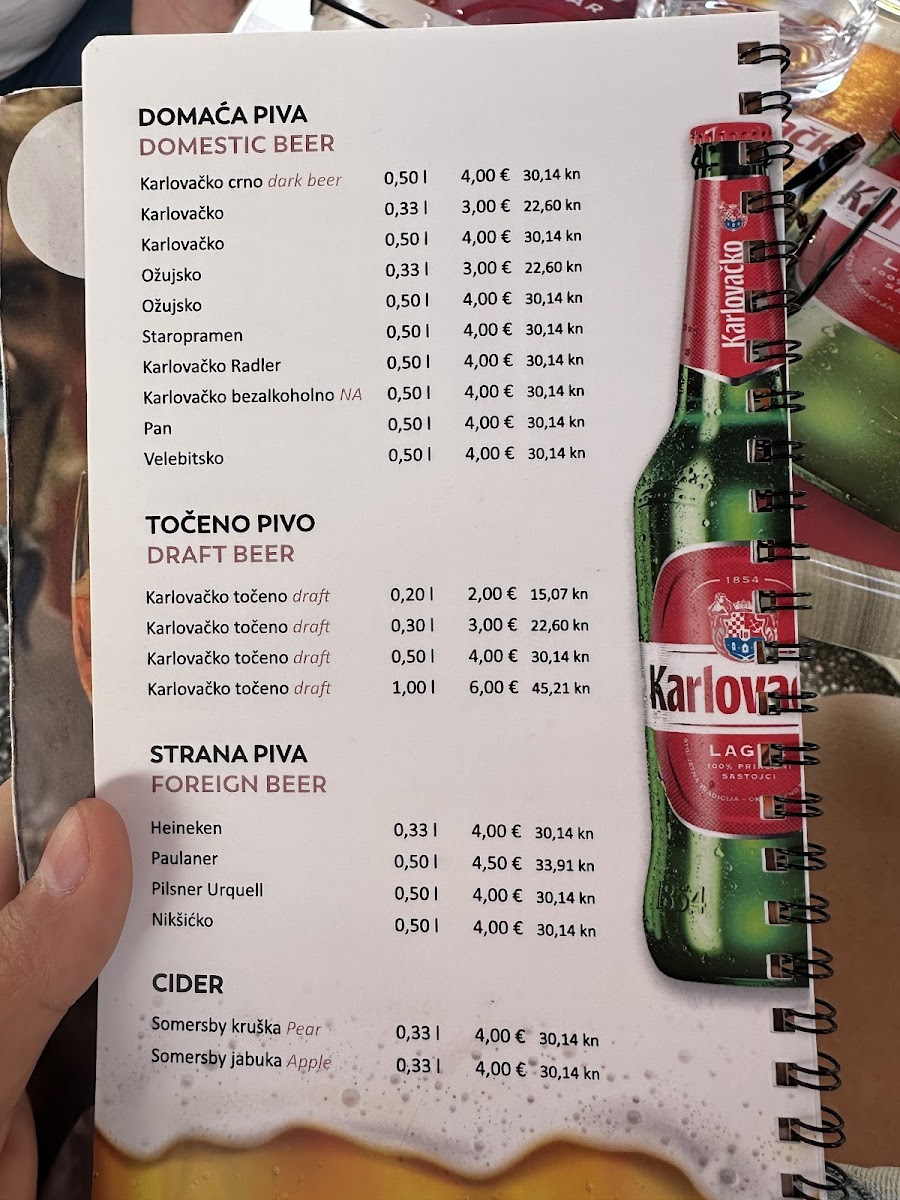 DOMAĆA PIVA
DOMESTIC BEER
Karlovačko crno dark beer 0,50 l 4,00 € 30,14 kn
Karlovačko 0,33 l 3,00 € 22,60 kn
Karlovačko 0,50 l 4,00 € 30,14 kn
Ožujsko 0,33 l 3,00 € 22,60 kn
Ožujsko 0,50 l 4,00 € 30,14 kn
Staropramen 0,50 l 4,00 € 30,14 kn
Karlovačko Radler 0,50 l 4,00 € 30,14 kn
Karlovačko bezalkoholno NA 0,50 l 4,00 € 30,14 kn
Pan 0,50 l 4,00 € 30,14 kn
Velebitsko 0,50 l 4,00 € 30,14 kn
TOČENO PIVO
DRAFT BEER
Karlovačko točeno draft 0,20 l 2,00 € 15,07 kn
Karlovačko točeno draft 0,30 l 3,00 € 22,60 kn
Karlovačko točeno draft 0,50 l 4,00 € 30,14 kn
Karlovačko točeno draft 1,00 l 6,00 € 45,21 kn
STRANA PIVA
FOREIGN BEER
Heineken 0,33 l 4,00 € 30,14 kn
Paulaner 0,50 l 4,50 € 33,91 kn
Pilsner Urquell 0,50 l 4,00 € 30,14 kn
Nikšićko 0,50 l 4,00 € 30,14 kn
CIDER
Somersby kruška Pear 0,33 l 4,00 € 30,14 kn
Somersby jabuka Apple 0,33 l 4,00 € 30,14 kn
Karlovačko
1854
Karlova
LAG
100% PRIRODNI
SASTOJCI
1854